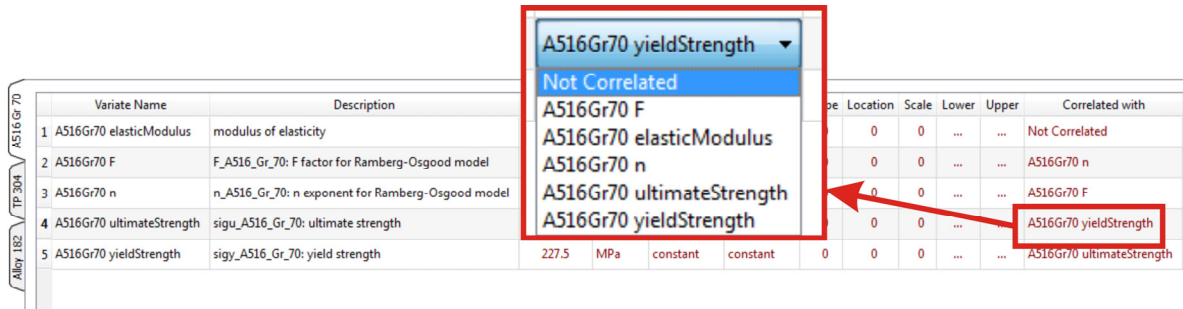 A516Gr70 yieldStrength
Not Correlated
A516Gr70 F
A516Gr70 elasticModulus
A516Gr70 n
A516Gr70 ultimateStrength
A516Gr70 yieldStrength
A516 Gr 70
TP 304
Alloy 182
Variate Name Description Location Scale Lower Upper Correlated with
1 A516Gr70 elasticModulus modulus of elasticity 0 0 ... ... Not Correlated
2 A516Gr70 F F_A516_Gr_70: F factor for Ramberg-Osgood model 0 0 ... ... A516Gr70 n
3 A516Gr70 n n_A516_Gr_70: n exponent for Ramberg-Osgood model 0 0 ... ... A516Gr70 F
4 A516Gr70 ultimateStrength sigu_A516_Gr_70: ultimate strength 0 0 ... ... A516Gr70 yieldStrength
5 A516Gr70 yieldStrength sigy_A516_Gr_70: yield strength 227.5 MPa constant constant 0 0 0 ... ... A516Gr70 ultimateStrength